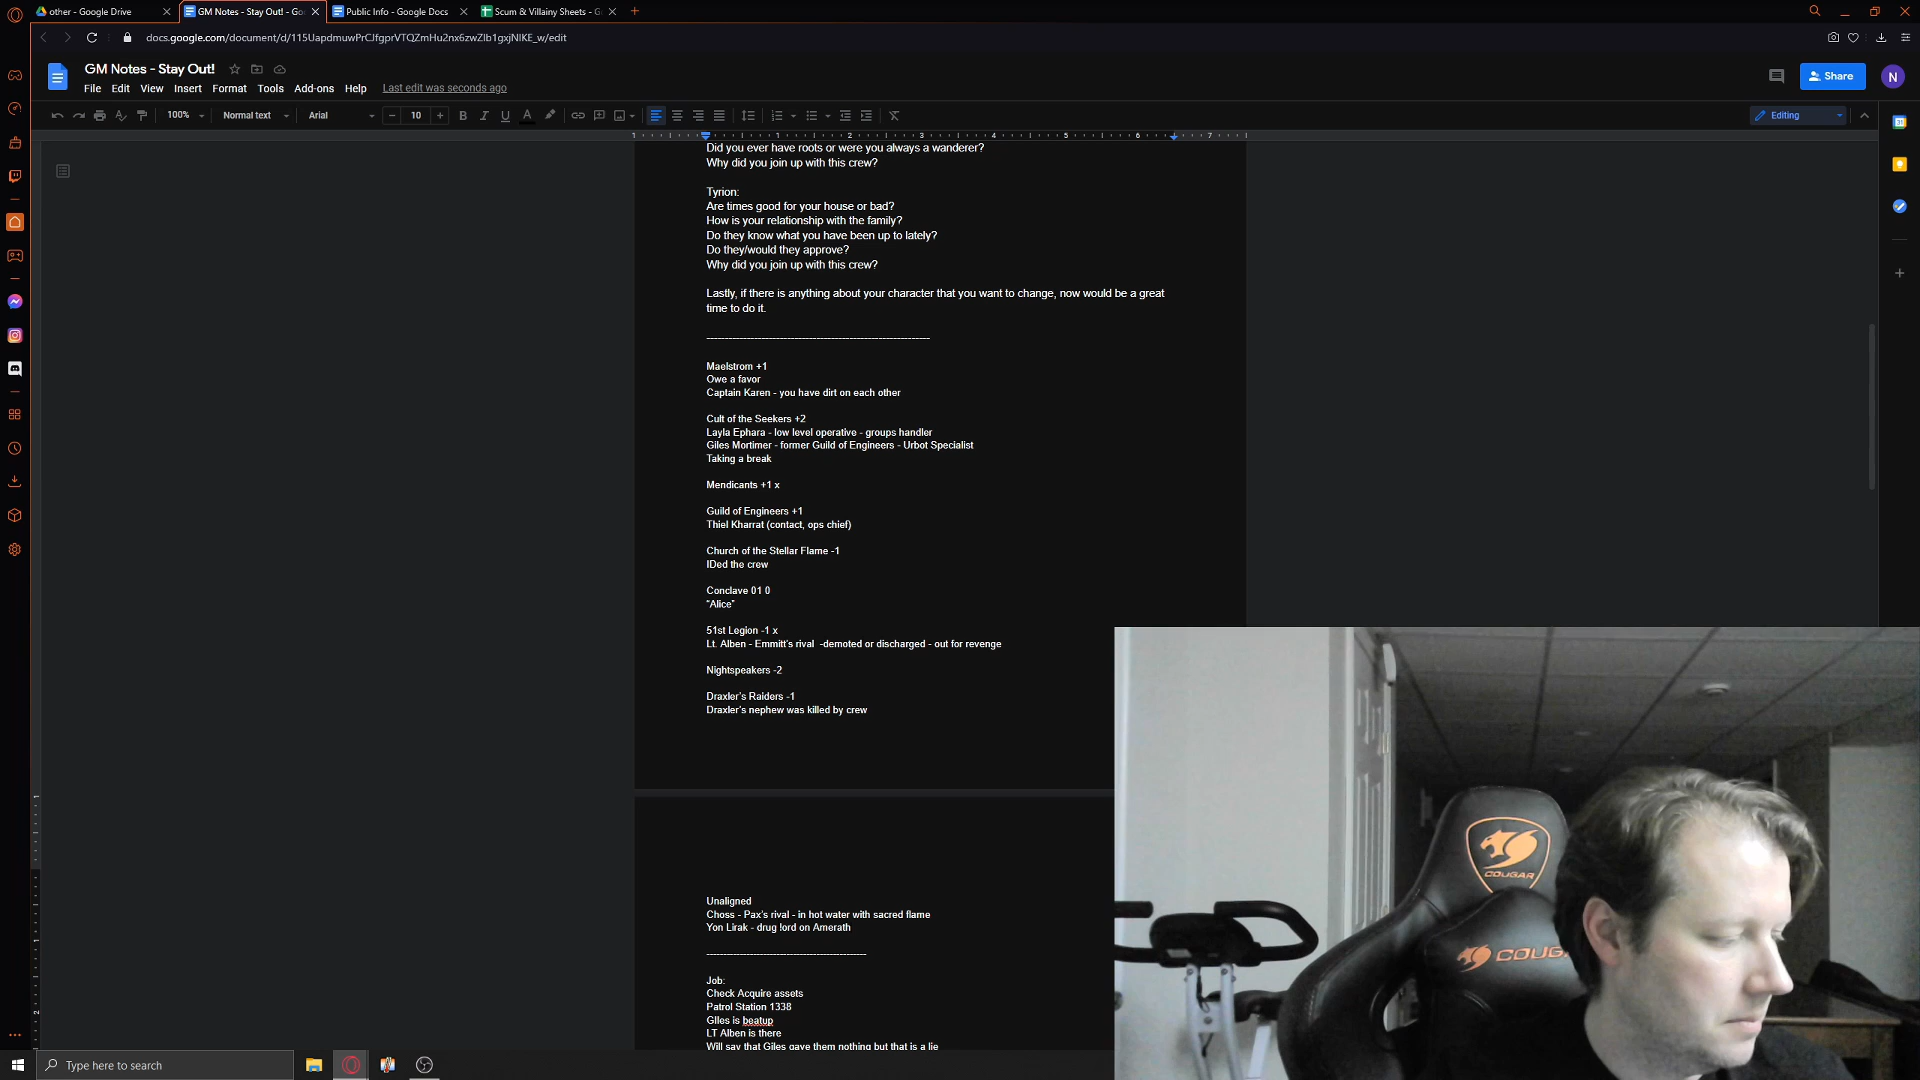 other - Google Drive
GM Notes - Stay Out! - Goo
Public Info - Google Docs
Scum & Villainy Sheets - G
docs.google.com/document/d/115UapdmuwPrCJfgprVTQZmHu2nx6zwZlb1gxjNlKE_w/edit
GM Notes - Stay Out!
File Edit View Insert Format Tools Add-ons Help Last edit was seconds ago
Share
N
100% Normal text Arial 10 Editing
1 1 2 3 4 5 6 7
Did you ever have roots or were you always a wanderer?
Why did you join up with this crew?
Tyrion:
Are times good for your house or bad?
How is your relationship with the family?
Do they know what you have been up to lately?
Do they/would they approve?
Why did you join up with this crew?
Lastly, if there is anything about your character that you want to change, now would be a great
time to do it.
Maelstrom +1
Owe a favor
Captain Karen - you have dirt on each other
Cult of the Seekers +2
Layla Ephara - low level operative - groups handler
Giles Mortimer - former Guild of Engineers - Urbot Specialist
Taking a break
Mendicants +1 x
Guild of Engineers +1
Thiel Kharrat (contact, ops chief)
Church of the Stellar Flame -1
IDed the crew
Conclave 01 0
"Alice"
51st Legion -1 x
Lt. Alben - Emmitt's rival -demoted or discharged - out for revenge
Nightspeakers -2
Draxler's Raiders -1
Draxler's nephew was killed by crew
Unaligned
Choss - Pax's rival - in hot water with sacred flame
Yon Lirak - drug lord on Amerath
Job:
Check Acquire assets
Patrol Station 1338
GIles is beatup
LT Alben is there
Will say that Giles gave them nothing but that is a lie
COUGAR
COUGA
Type here to search